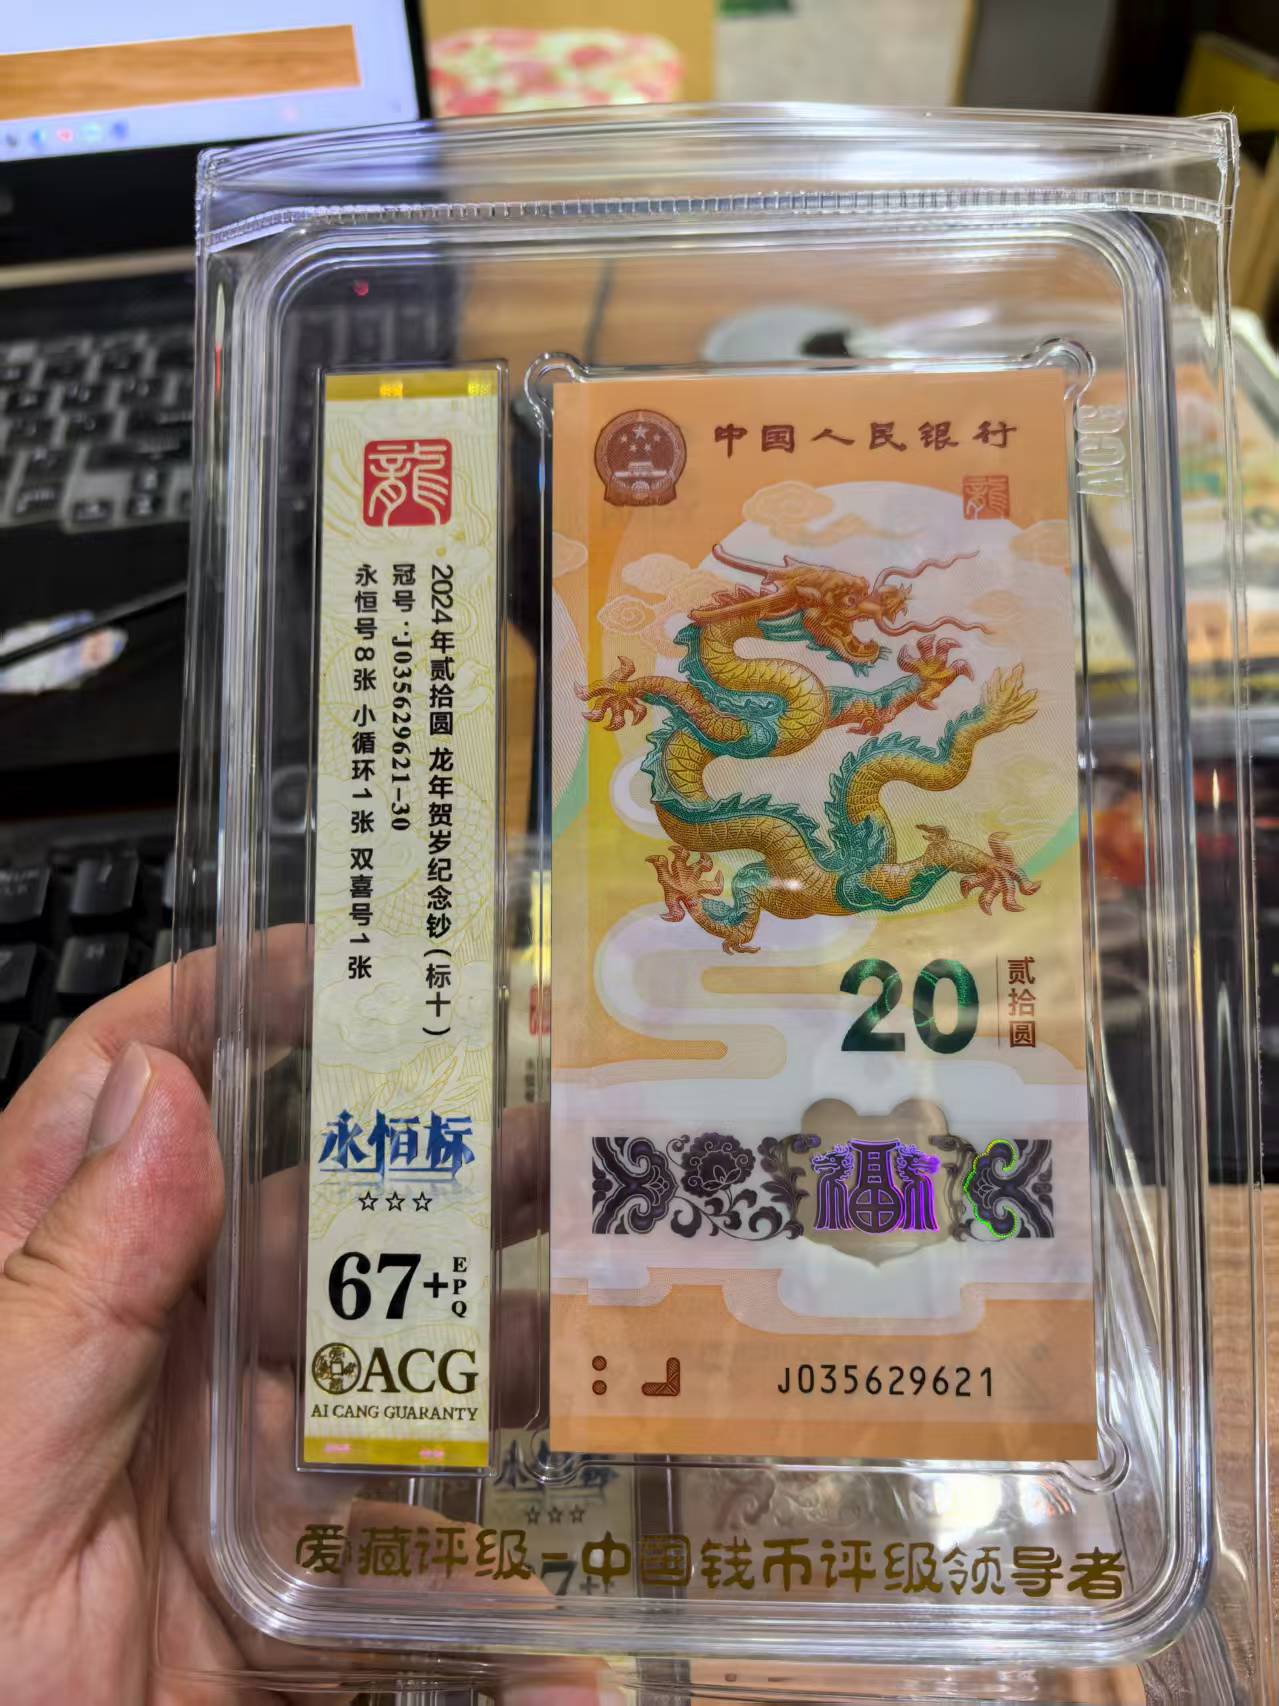 龍
2024年贰拾圆 龙年贺岁纪念钞(标十)
冠号:J035629621-30
永恒号8张 小循环1张 双喜号1张
永恒标
☆☆☆
67+
EPQ
ACG
AI CANG GUARANTY
中国人民银行
龍
20
贰拾圆
福
J035629621
ACG
爱藏评级-中国钱币评级领导者